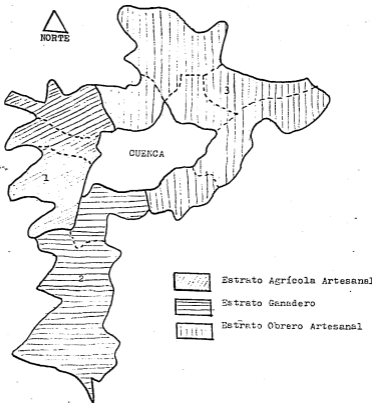 NORTE
3
CUENCA
1
2
Estrato Agrícola Artesanal
Estrato Ganadero
Estrato Obrero Artesanal